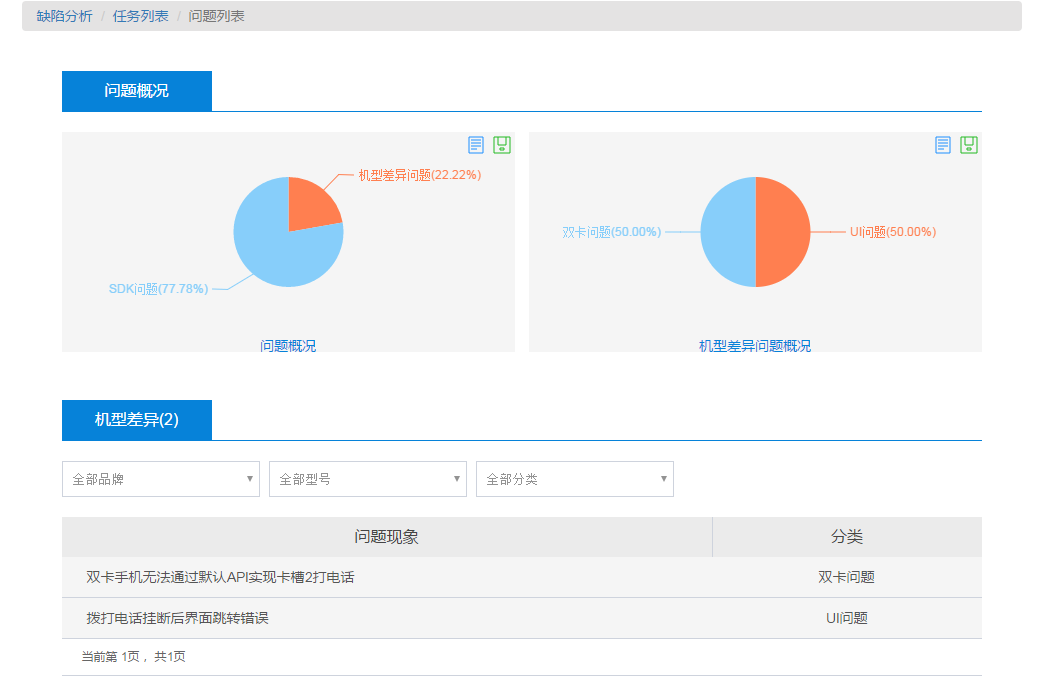 缺陷分析 / 任务列表 / 问题列表
问题概况
机型差异问题(22.22%)
SDK问题(77.78%)
问题概况
双卡问题(50.00%)
UI问题(50.00%)
机型差异问题概况
机型差异(2)
全部品牌 全部型号 全部分类
问题现象 分类
双卡手机无法通过默认API实现卡槽2打电话 双卡问题
拨打电话挂断后界面跳转错误 UI问题
当前第 1页 ，共1页